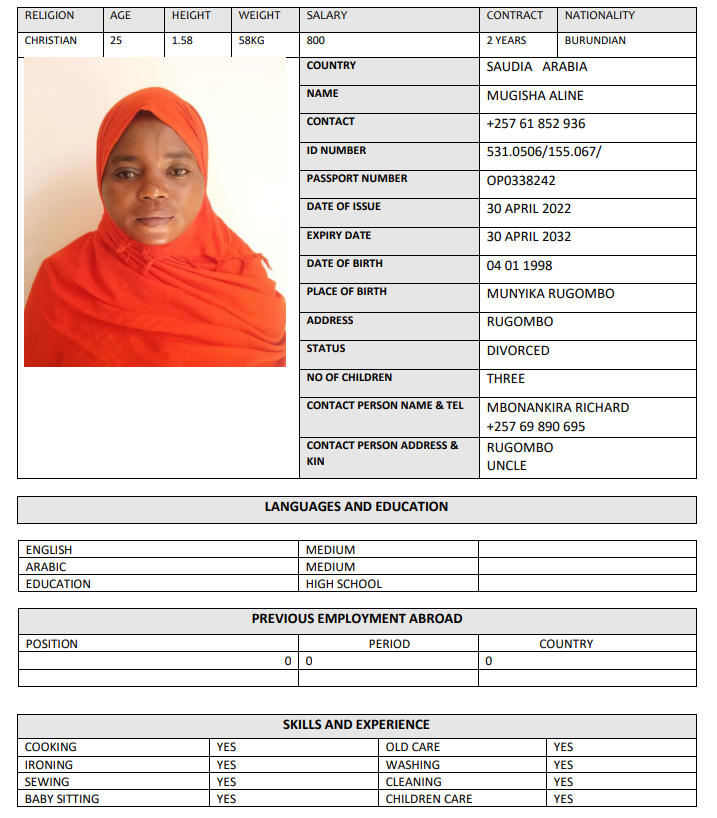 RELIGION AGE HEIGHT WEIGHT SALARY CONTRACT NATIONALITY
CHRISTIAN 25 1.58 58KG 800 2 YEARS BURUNDIAN
COUNTRY SAUDIA ARABIA
NAME MUGISHA ALINE
CONTACT +257 61 852 936
ID NUMBER 531.0506/155.067/
PASSPORT NUMBER OP0338242
DATE OF ISSUE 30 APRIL 2022
EXPIRY DATE 30 APRIL 2032
DATE OF BIRTH 04 01 1998
PLACE OF BIRTH MUNYIKA RUGOMBO
ADDRESS RUGOMBO
STATUS DIVORCED
NO OF CHILDREN THREE
CONTACT PERSON NAME & TEL MBONANKIRA RICHARD
+257 69 890 695
CONTACT PERSON ADDRESS & RUGOMBO
KIN UNCLE
LANGUAGES AND EDUCATION
ENGLISH MEDIUM
ARABIC MEDIUM
EDUCATION HIGH SCHOOL
PREVIOUS EMPLOYMENT ABROAD
POSITION PERIOD COUNTRY
0 0 0
SKILLS AND EXPERIENCE
COOKING YES OLD CARE YES
IRONING YES WASHING YES
SEWING YES CLEANING YES
BABY SITTING YES CHILDREN CARE YES